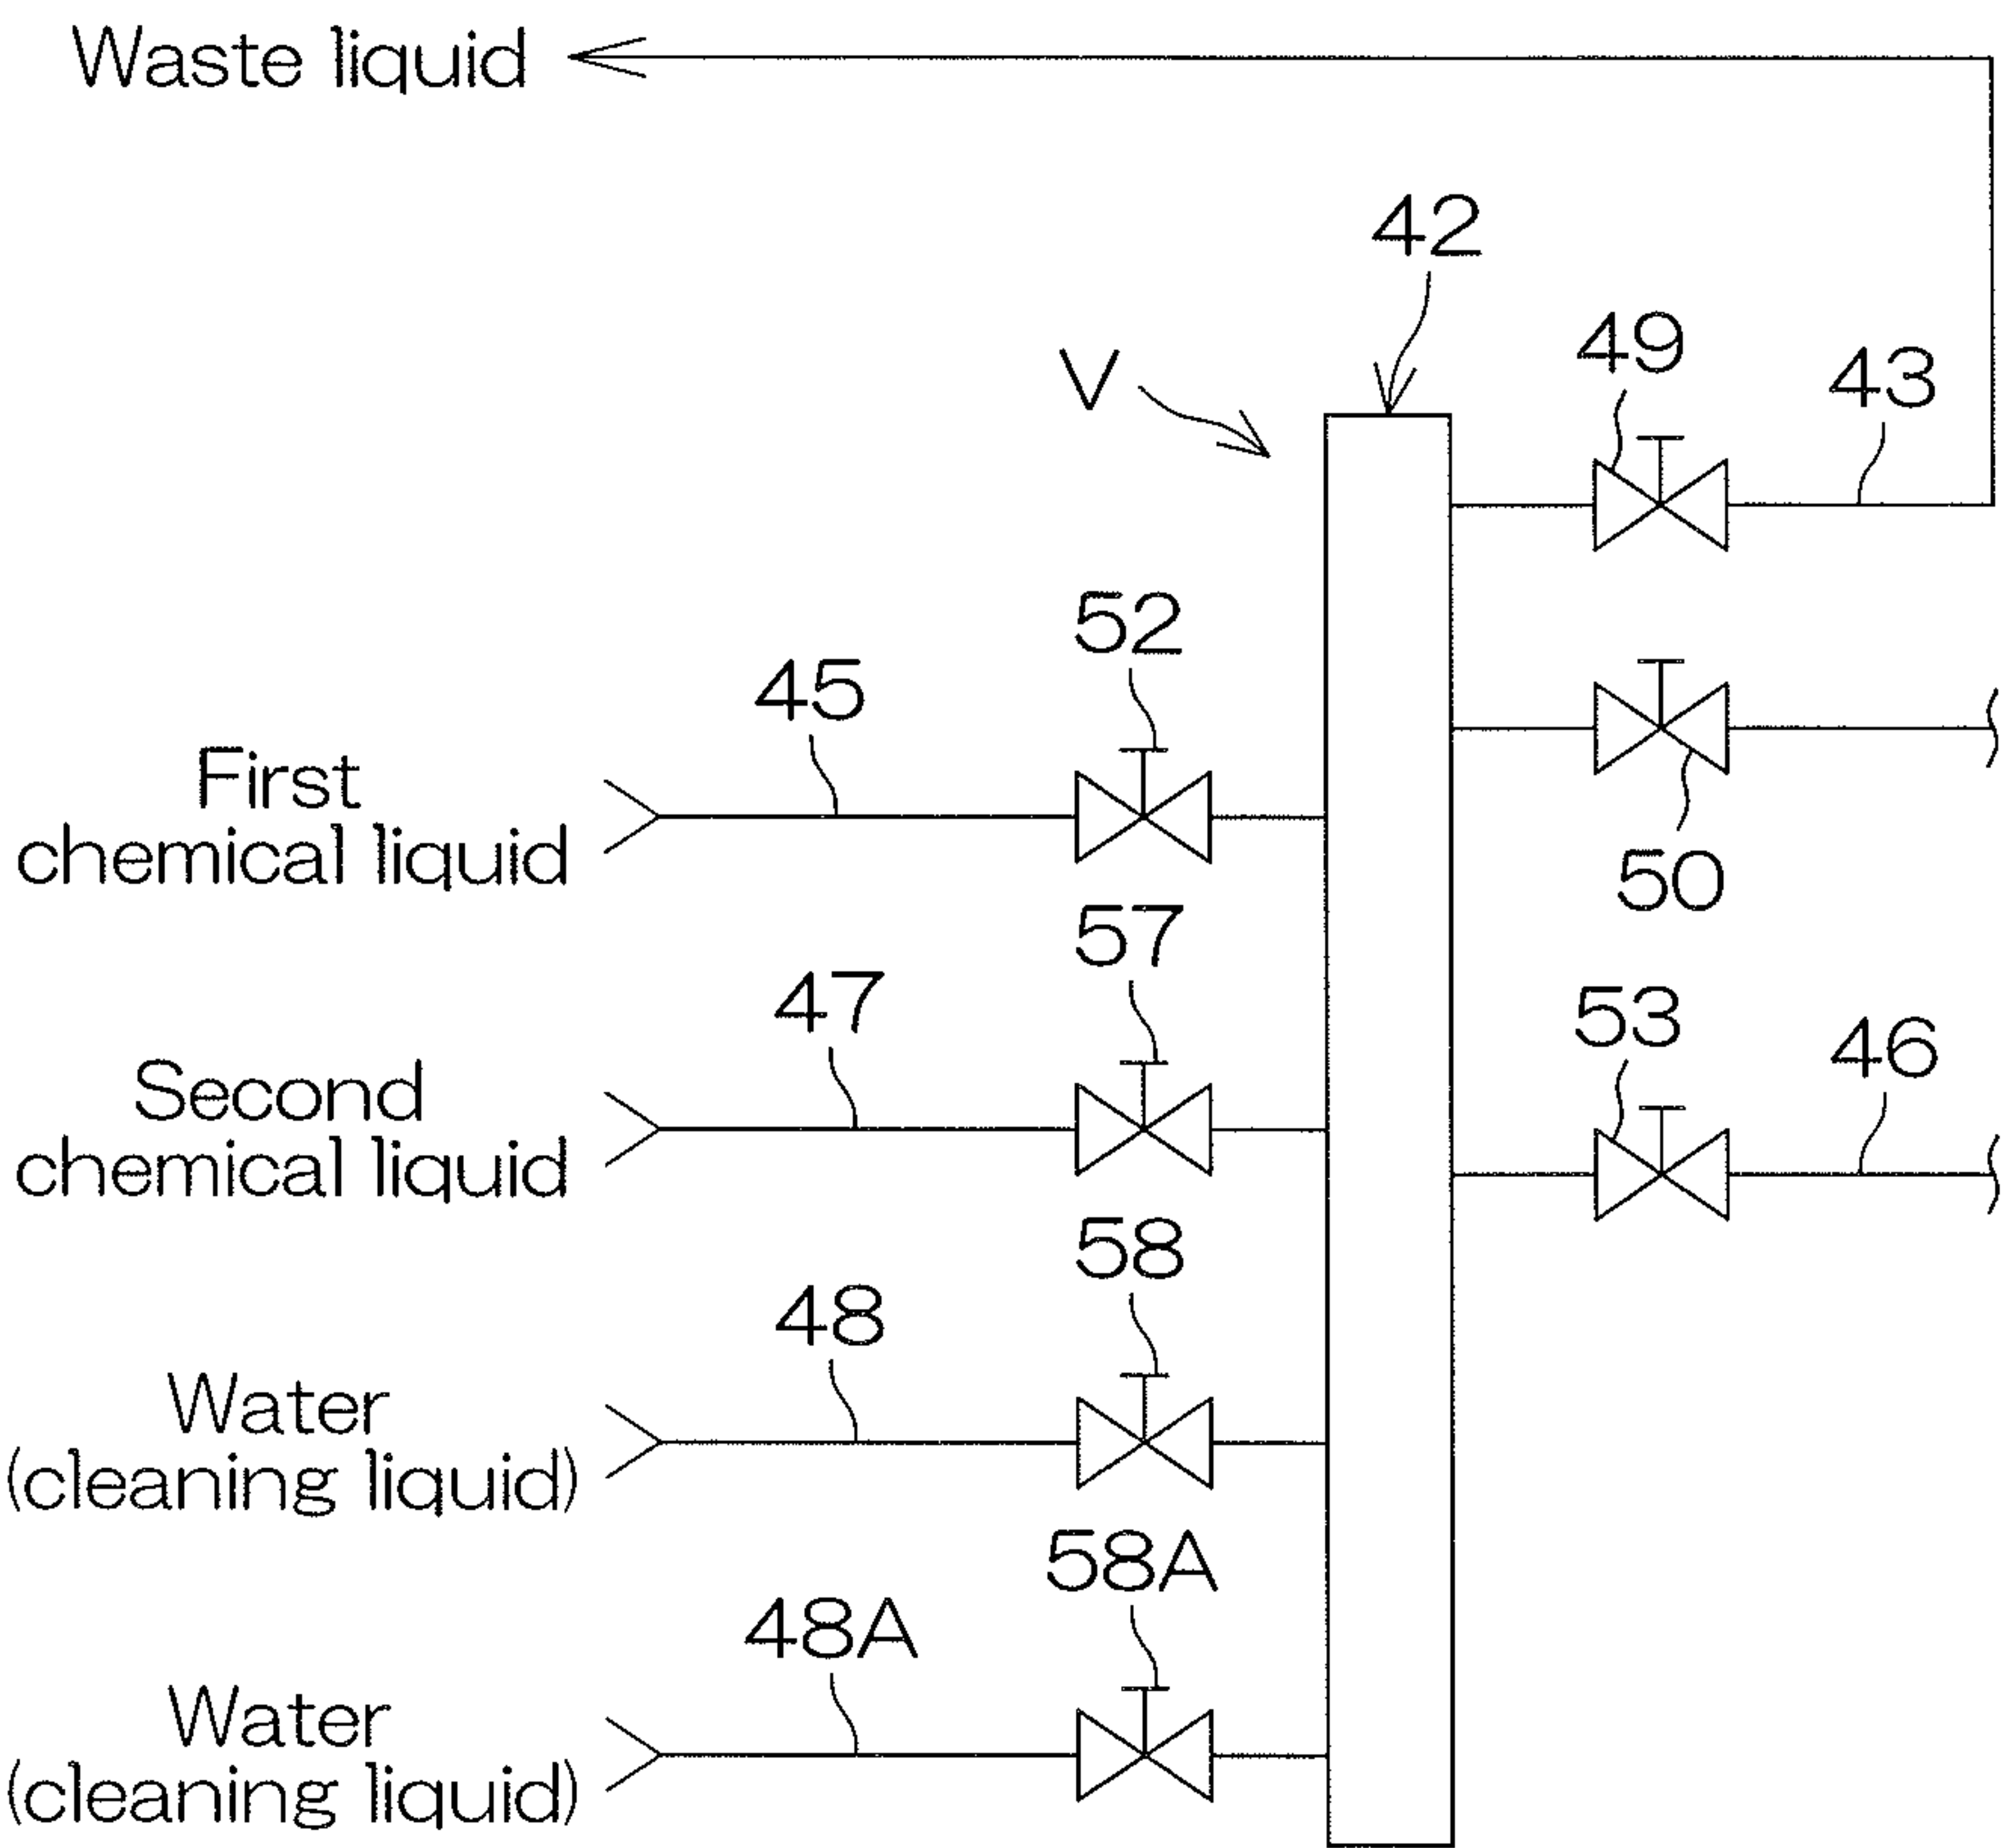 Waste liquid
42
49
V
43
52
45
First
chemical liquid
50
57
47
53
46
Second
chemical liquid
58
48
Water
(cleaning liquid)
58A
48A
Water
(cleaning liquid)